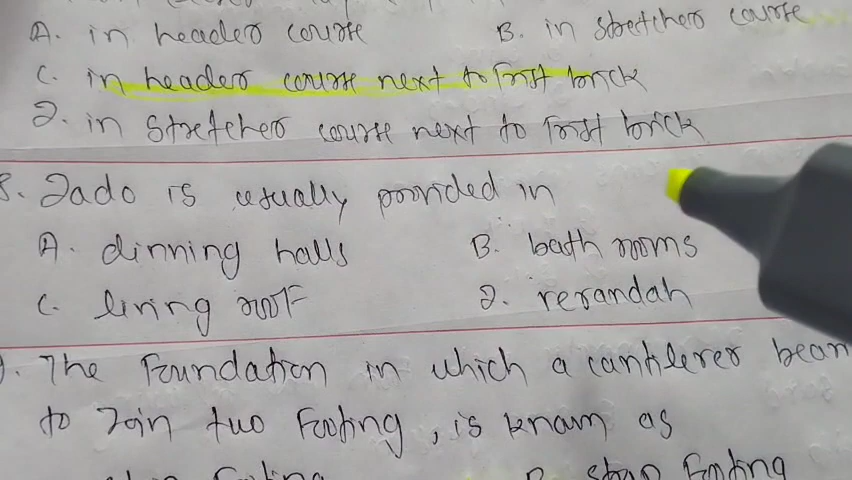 A. in header course B. in stretcher course
C. in header course next to first brick
D. in stretcher course next to first brick
8. Dado is usually provided in
A. dinning halls B. bath rooms
C. living roof D. verandah
The foundation in which a cantilever beam
to join two footing, is known as